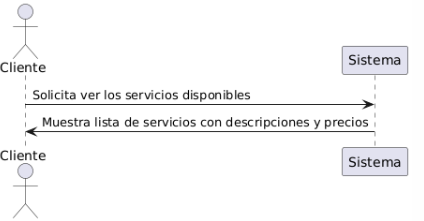 Cliente
Sistema
Solicita ver los servicios disponibles
Muestra lista de servicios con descripciones y precios
Cliente
Sistema